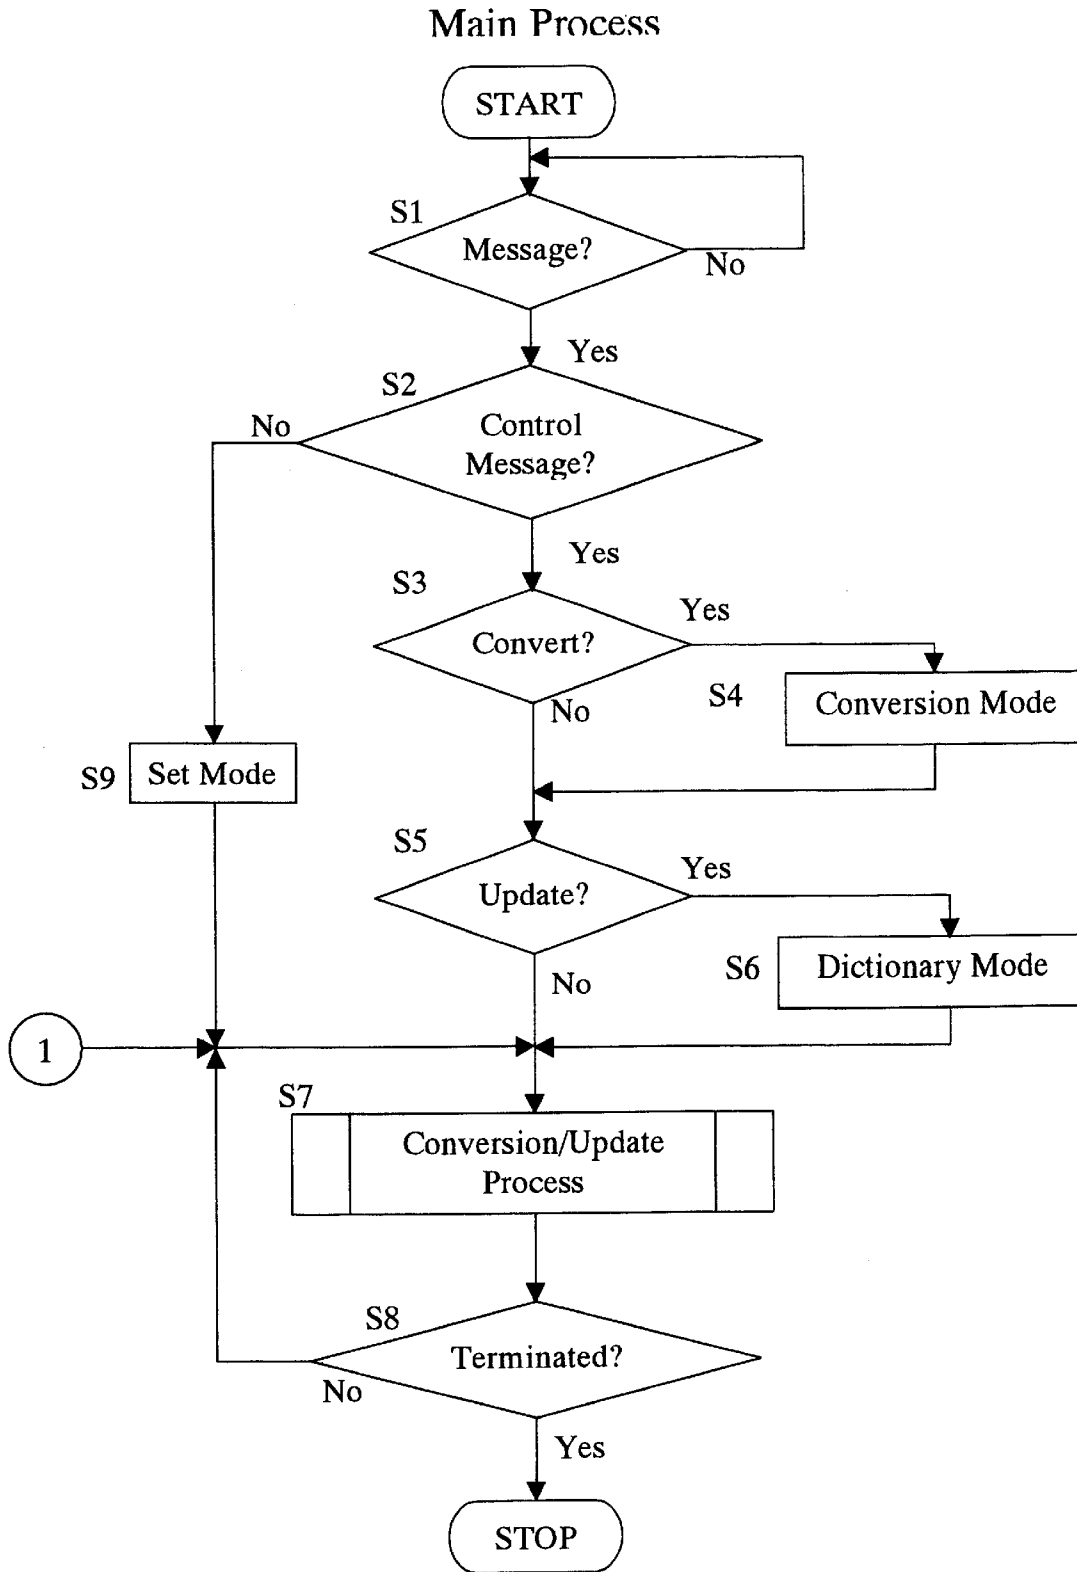 Main Process
START
S1
Message?
No
Yes
S2
No
Control
Message?
Yes
S3
Yes
Convert?
No
S4
Conversion Mode
S9
Set Mode
S5
Yes
Update?
No
S6
Dictionary Mode
1
S7
Conversion/Update
Process
S8
Terminated?
No
Yes
STOP